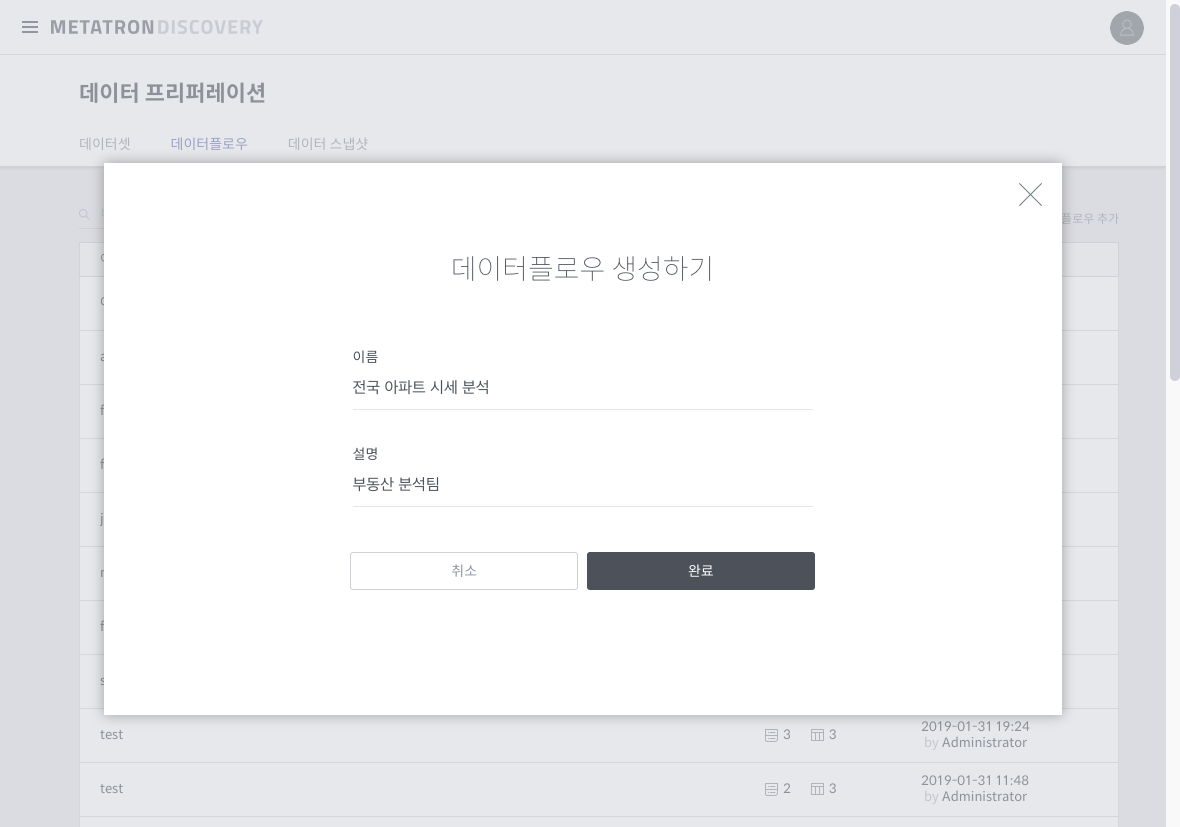 METATRON DISCOVERY
데이터 프리퍼레이션
데이터셋 데이터플로우 데이터 스냅샷
플로우 추가
데이터플로우 생성하기
이름
전국 아파트 시세 분석
설명
부동산 분석팀
취소 완료
test 3 3 2019-01-31 19:24
by Administrator
test 2 3 2019-01-31 11:48
by Administrator